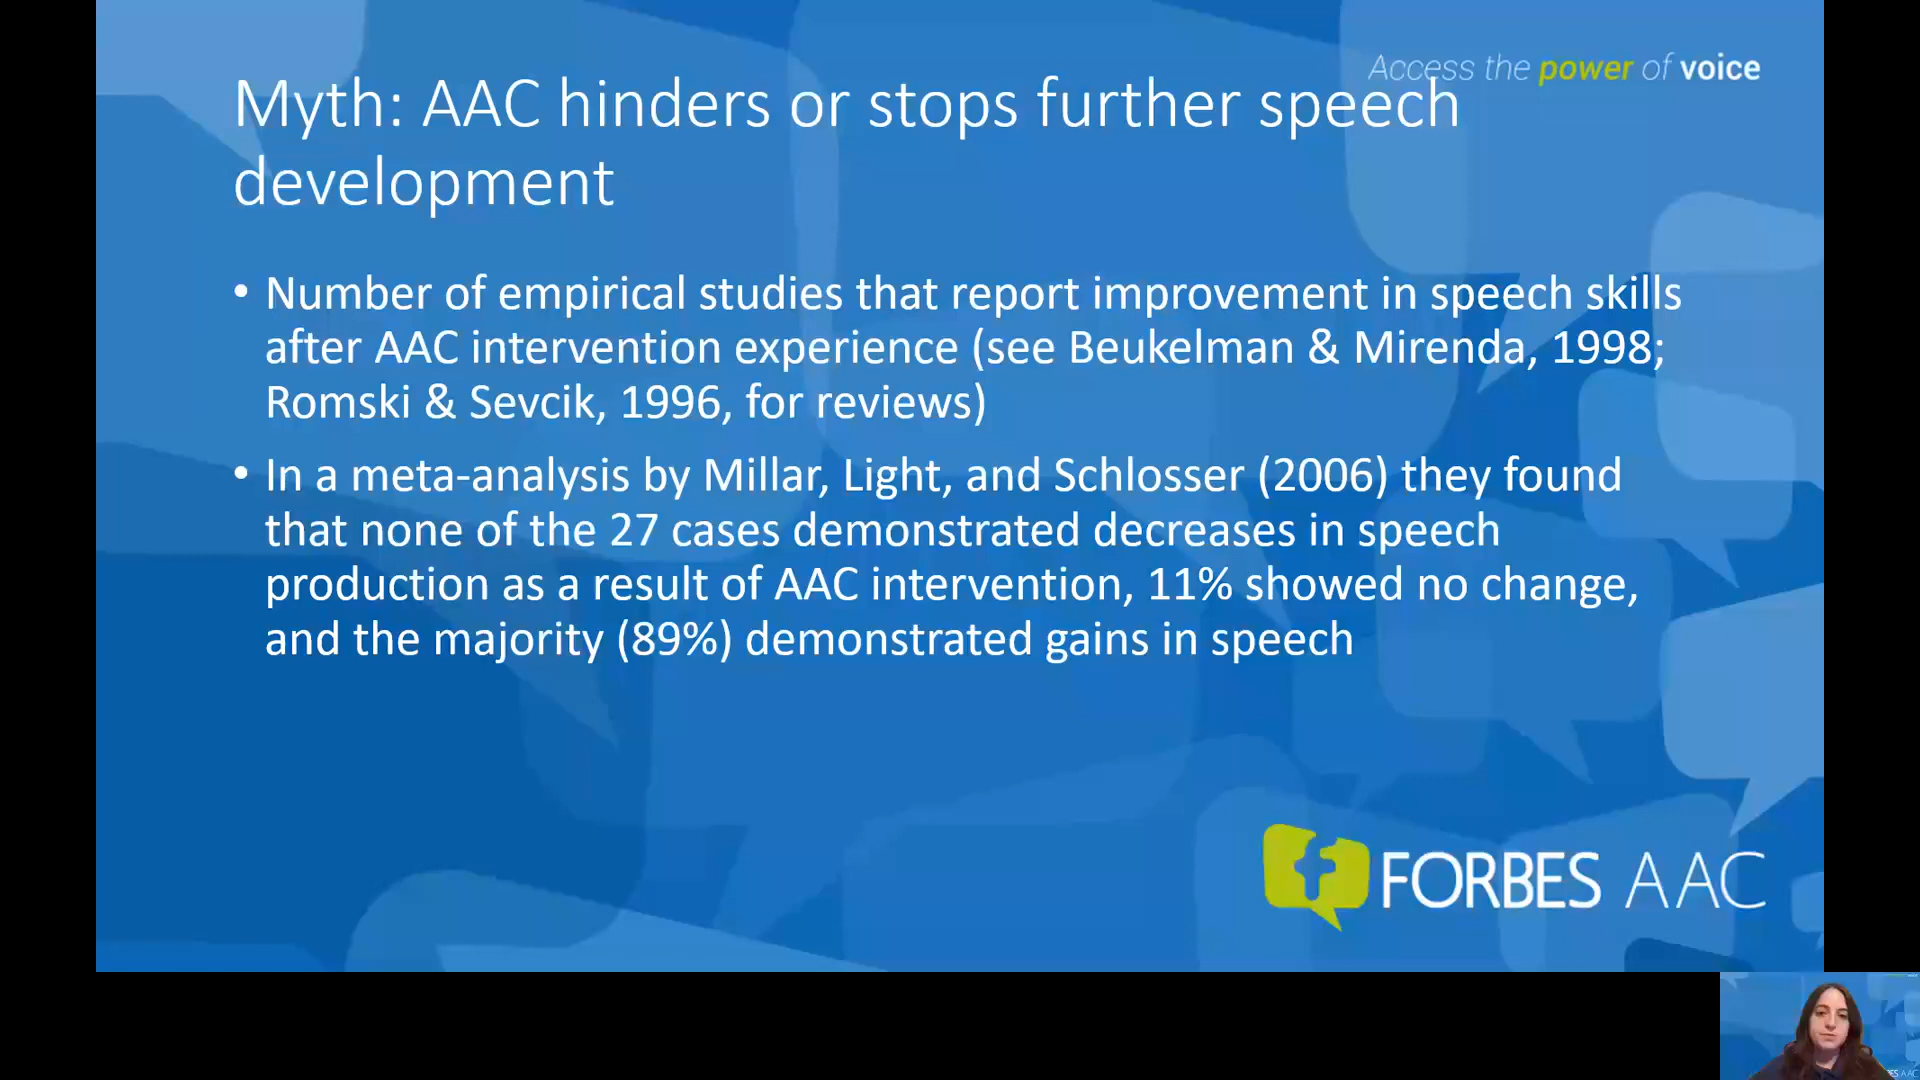 Access the power of voice
Myth: AAC hinders or stops further speech
development
• Number of empirical studies that report improvement in speech skills
after AAC intervention experience (see Beukelman & Mirenda, 1998;
Romski & Sevcik, 1996, for reviews)
• In a meta-analysis by Millar, Light, and Schlosser (2006) they found
that none of the 27 cases demonstrated decreases in speech
production as a result of AAC intervention, 11% showed no change,
and the majority (89%) demonstrated gains in speech
FORBES AAC